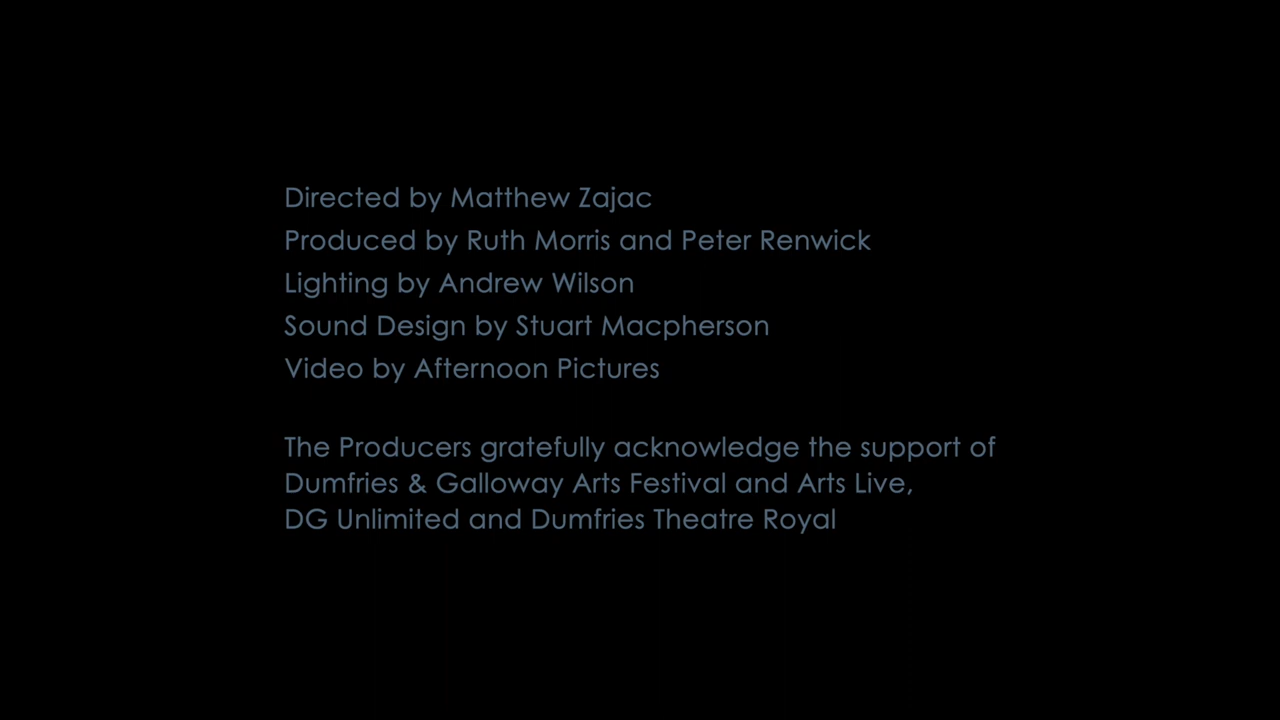 Directed by Matthew Zajac
Produced by Ruth Morris and Peter Renwick
Lighting by Andrew Wilson
Sound Design by Stuart Macpherson
Video by Afternoon Pictures
The Producers gratefully acknowledge the support of
Dumfries & Galloway Arts Festival and Arts Live,
DG Unlimited and Dumfries Theatre Royal